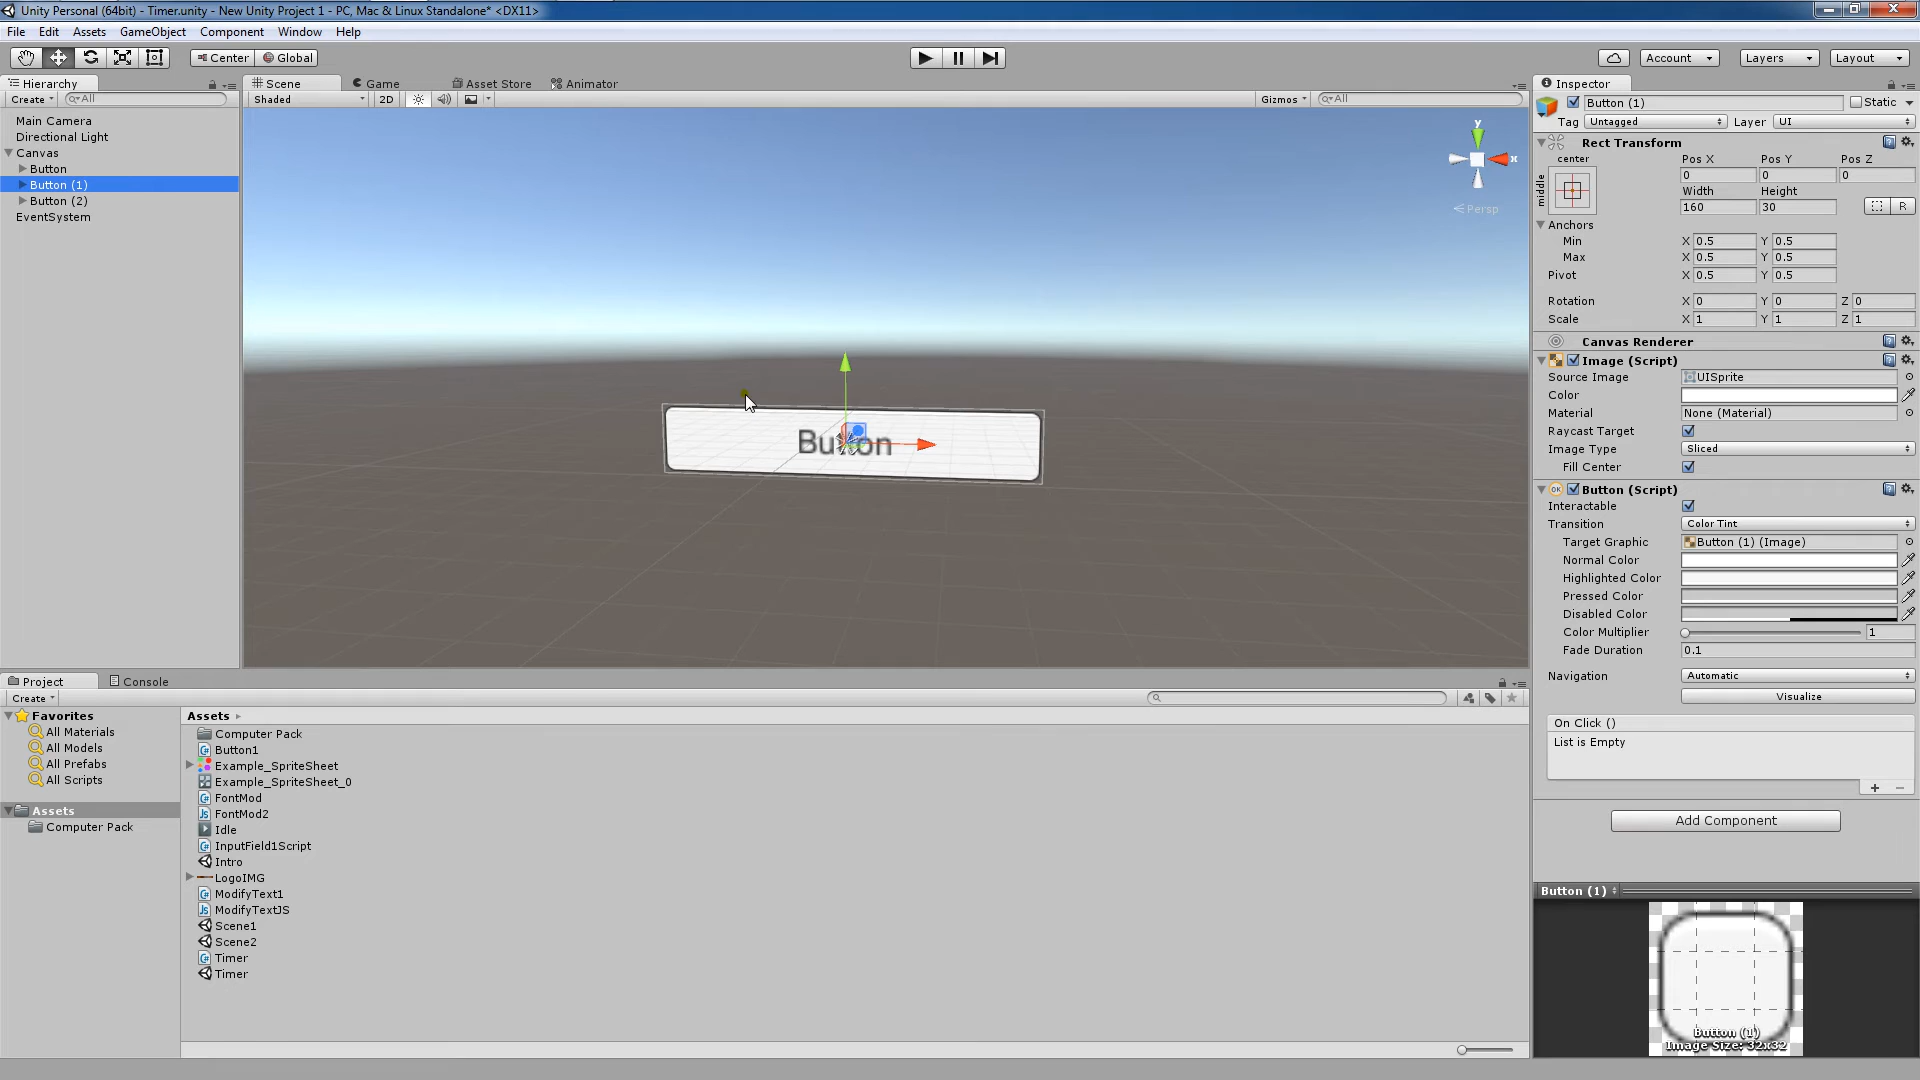 Unity Personal (64bit) - Timer.unity - New Unity Project 1 - PC, Mac & Linux Standalone* <DX11>
File Edit Assets GameObject Component Window Help
Center Global Account Layers Layout
Hierarchy
Create All
Main Camera
Directional Light
Canvas
Button
Button (1)
Button (2)
EventSystem
Scene Game Asset Store Animator
Shaded 2D Gizmos All
y
x
Persp
Button
Inspector
Button (1) Static
Tag Untagged Layer UI
Rect Transform
center Pos X Pos Y Pos Z
middle 0 0 0
Width Height
160 30 R
Anchors
Min X 0.5 Y 0.5
Max X 0.5 Y 0.5
Pivot X 0.5 Y 0.5
Rotation X 0 Y 0 Z 0
Scale X 1 Y 1 Z 1
Canvas Renderer
Image (Script)
Source Image UISprite
Color
Material None (Material)
Raycast Target
Image Type Sliced
Fill Center
OK Button (Script)
Interactable
Transition Color Tint
Target Graphic Button (1) (Image)
Normal Color
Highlighted Color
Pressed Color
Disabled Color
Color Multiplier 1
Fade Duration 0.1
Navigation Automatic
Visualize
On Click ()
List is Empty
+ −
Add Component
Button (1)
Button (1)
Image Size: 32x32
Project Console
Create
Favorites
All Materials
All Models
All Prefabs
All Scripts
Assets
Computer Pack
Assets
Computer Pack
Button1
Example_SpriteSheet
Example_SpriteSheet_0
FontMod
FontMod2
Idle
InputField1Script
Intro
LogoIMG
ModifyText1
ModifyTextJS
Scene1
Scene2
Timer
Timer